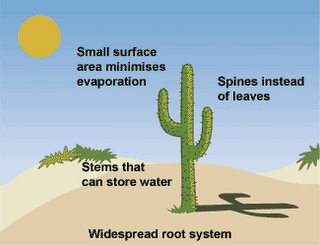 Small surface
area minimises
evaporation
Spines instead
of leaves
Stems that
can store water
Widespread root system